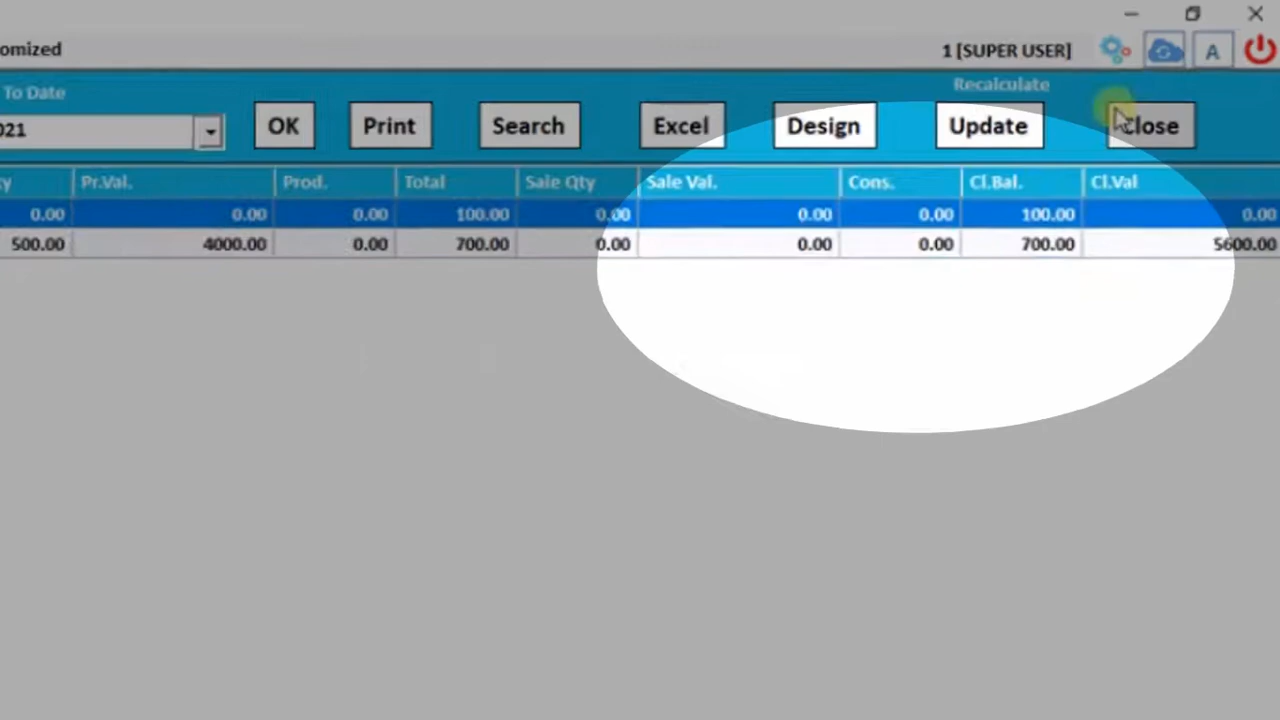 omized 1 [SUPER USER] A
To Date Recalculate
021 OK Print Search Excel Design Update Close
y Pr.Val. Prod. Total Sale Qty Sale Val. Cons. Cl.Bal. Cl.Val
0.00 0.00 0.00 100.00 0.00 0.00 0.00 100.00 0.00
500.00 4000.00 0.00 700.00 0.00 0.00 0.00 700.00 5600.00